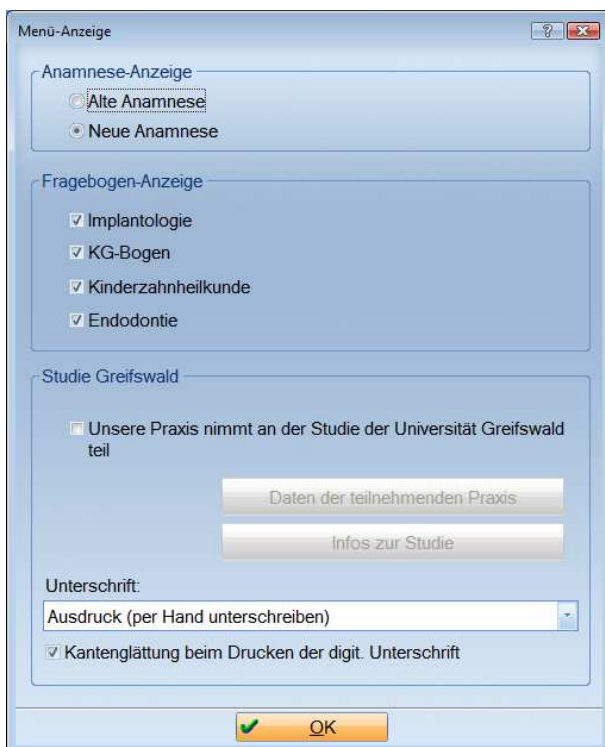 Menü-Anzeige
Anamnese-Anzeige
Alte Anamnese
Neue Anamnese
Fragebogen-Anzeige
Implantologie
KG-Bogen
Kinderzahnheilkunde
Endodontie
Studie Greifswald
Unsere Praxis nimmt an der Studie der Universität Greifswald
teil
Daten der teilnehmenden Praxis
Infos zur Studie
Unterschrift:
Ausdruck (per Hand unterschreiben)
Kantenglättung beim Drucken der digit. Unterschrift
OK